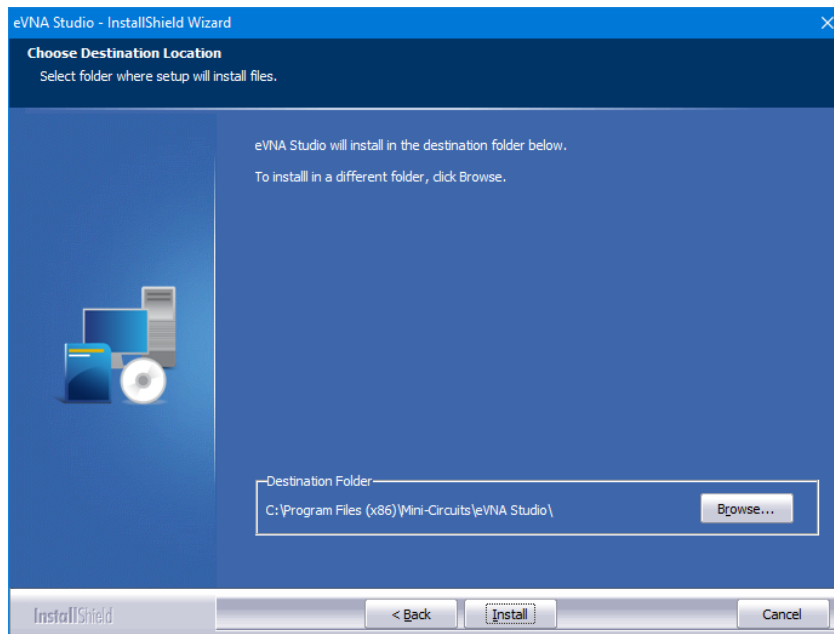 eVNA Studio - InstallShield Wizard
Choose Destination Location
Select folder where setup will install files.
eVNA Studio will install in the destination folder below.
To installl in a different folder, click Browse.
Destination Folder
C:\Program Files (x86)\Mini-Circuits\eVNA Studio\
Browse...
InstallShield
< Back
Install
Cancel